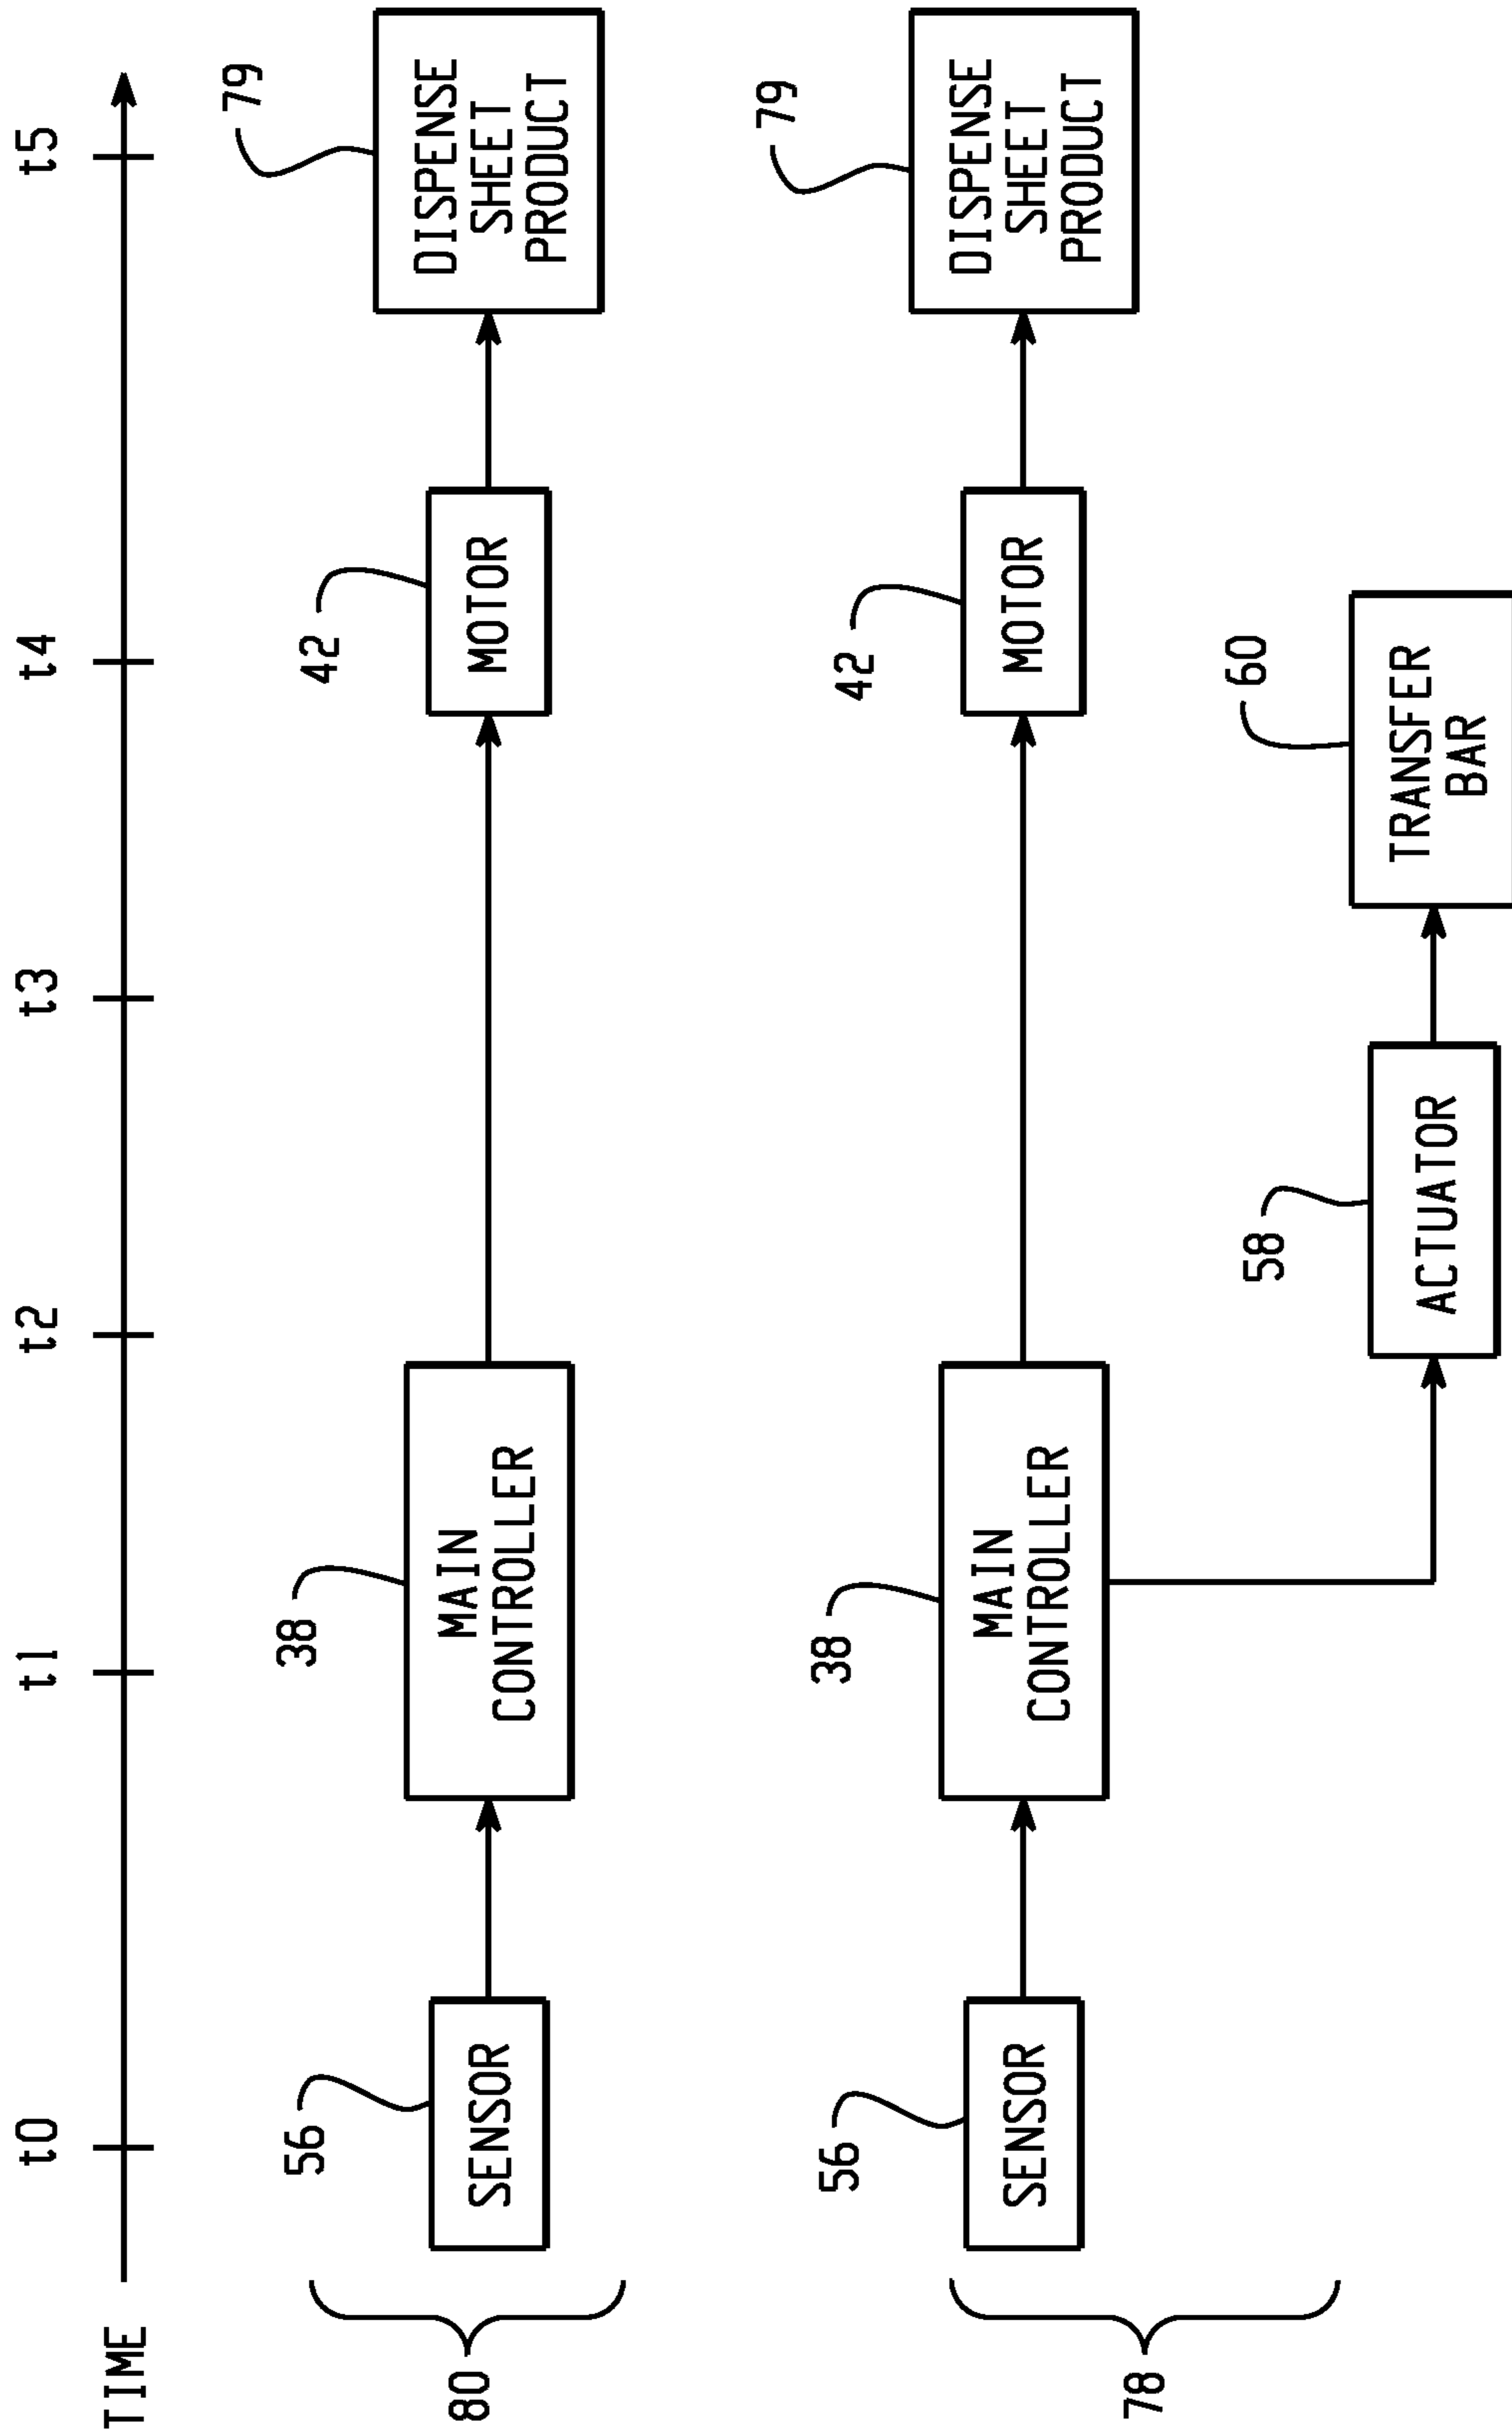 TIME
t0
t1
t2
t3
t4
t5
80
56
SENSOR
38
MAIN
CONTROLLER
42
MOTOR
79
DISPENSE
SHEET
PRODUCT
78
56
SENSOR
38
MAIN
CONTROLLER
42
MOTOR
79
DISPENSE
SHEET
PRODUCT
58
ACTUATOR
60
TRANSFER
BAR